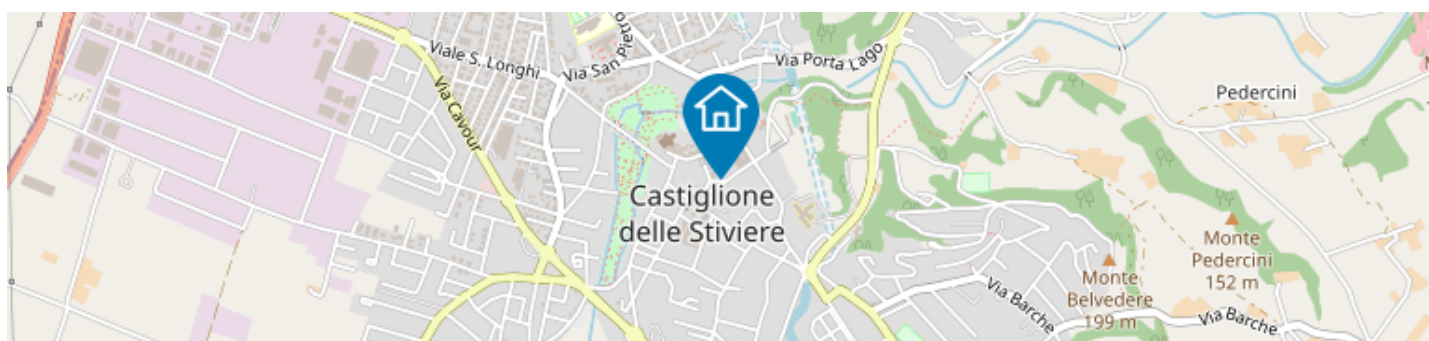 Viale S. Longhi
Via San Pietro
Via Porta Lago
Via Cavour
Pedercini
Castiglione
delle Stiviere
Monte
Pedercini
152 m
Monte
Belvedere
199 m
Via Barche
Via Barche